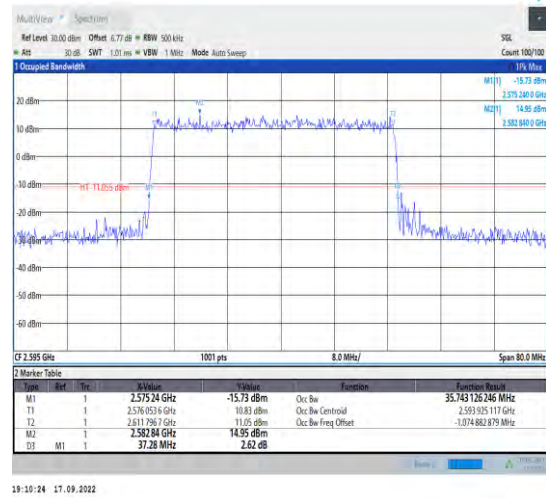 MultiView Spectrum
Ref Level 30.00 dBm Offset 6.77 dB RBW 500 kHz SGL
Att 30 dB SWT 1.01 ms VBW 1 MHz Mode Auto Sweep Count 100/100
1 Occupied Bandwidth 1Pk Max
M1[1] -15.73 dBm
2.575 240 0 GHz
M2[1] 14.95 dBm
2.582 840 0 GHz
20 dBm
10 dBm
0 dBm
-10 dBm
H1 -11.055 dBm
-20 dBm
-30 dBm
-40 dBm
-50 dBm
-60 dBm
CF 2.595 GHz 1001 pts 8.0 MHz/ Span 80.0 MHz
2 Marker Table
Type Ref Trc X-Value Y-Value Function Function Result
M1 1 2.575 24 GHz -15.73 dBm Occ Bw 35.743 126 246 MHz
T1 1 2.576 053 6 GHz 10.83 dBm Occ Bw Centroid 2.593 925 117 GHz
T2 1 2.611 796 7 GHz 11.05 dBm Occ Bw Freq Offset -1.074 882 879 MHz
M2 1 2.582 84 GHz 14.95 dBm
D3 M1 1 37.28 MHz 2.62 dB
19:10:24 17.09.2022